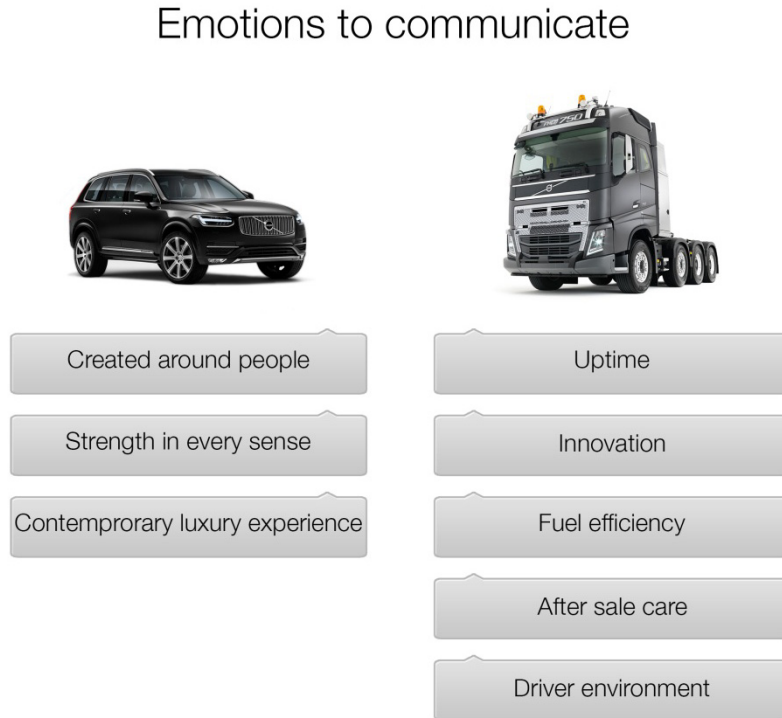 Emotions to communicate
Created around people
Strength in every sense
Contemprorary luxury experience
Uptime
Innovation
Fuel efficiency
After sale care
Driver environment